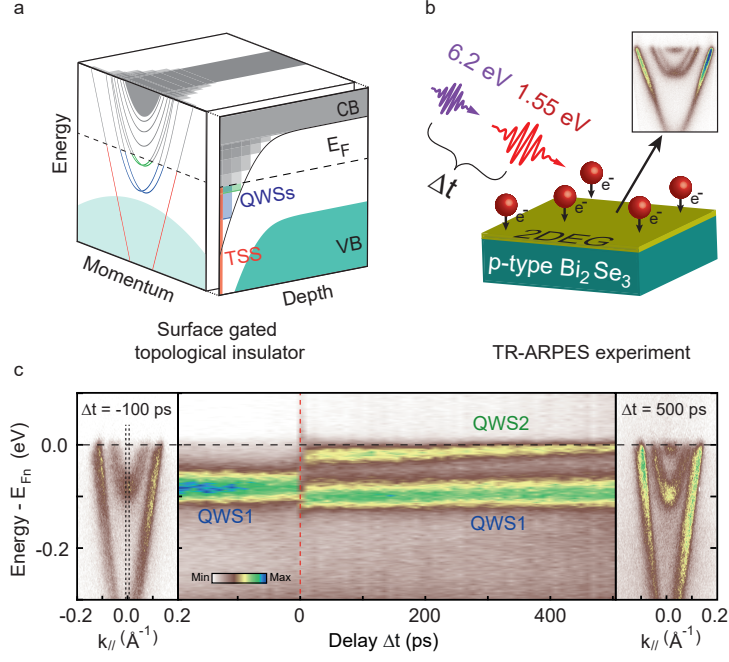 a
Energy
Momentum
Depth
CB
E_F
QWSs
TSS
VB
Surface gated
topological insulator
b
6.2 eV
1.55 eV
Δt
e-
e-
e-
e-
e-
2DEG
p-type Bi₂Se₃
TR-ARPES experiment
c
Energy - E_Fn (eV)
0.0
-0.2
Δt = -100 ps
QWS2
QWS1
QWS1
Min
Max
Δt = 500 ps
-0.2
0.0
0.2
0
200
400
0.0
0.2
k// (Å⁻¹)
Delay Δt (ps)
k// (Å⁻¹)